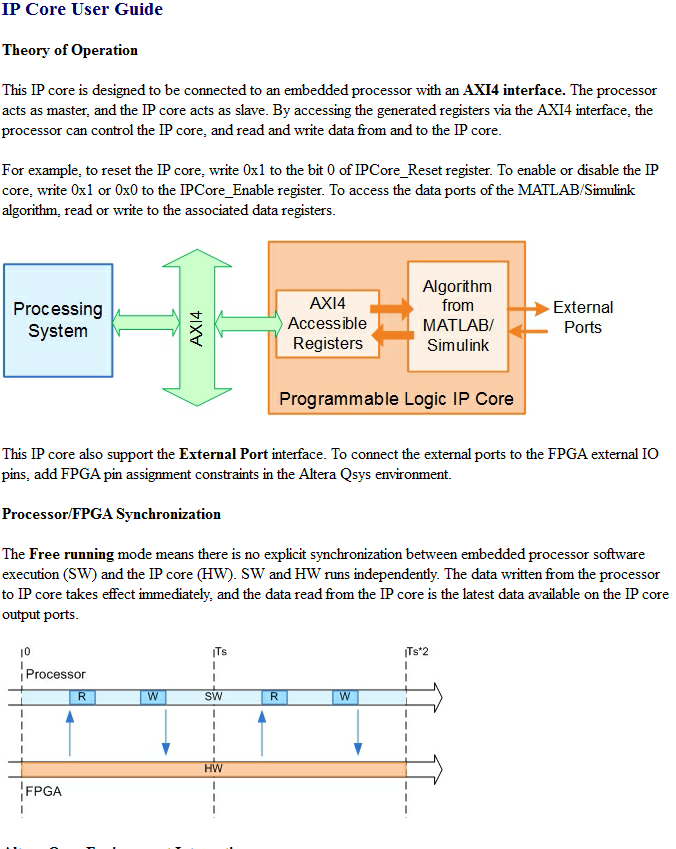 IP Core User Guide
Theory of Operation
This IP core is designed to be connected to an embedded processor with an AXI4 interface. The processor
acts as master, and the IP core acts as slave. By accessing the generated registers via the AXI4 interface, the
processor can control the IP core, and read and write data from and to the IP core.
For example, to reset the IP core, write 0x1 to the bit 0 of IPCore_Reset register. To enable or disable the IP
core, write 0x1 or 0x0 to the IPCore_Enable register. To access the data ports of the MATLAB/Simulink
algorithm, read or write to the associated data registers.
Processing
System
AXI4
AXI4
Accessible
Registers
Algorithm
from
MATLAB/
Simulink
External
Ports
Programmable Logic IP Core
This IP core also support the External Port interface. To connect the external ports to the FPGA external IO
pins, add FPGA pin assignment constraints in the Altera Qsys environment.
Processor/FPGA Synchronization
The Free running mode means there is no explicit synchronization between embedded processor software
execution (SW) and the IP core (HW). SW and HW runs independently. The data written from the processor
to IP core takes effect immediately, and the data read from the IP core is the latest data available on the IP core
output ports.
0 Ts Ts*2
Processor
R W SW R W
HW
FPGA